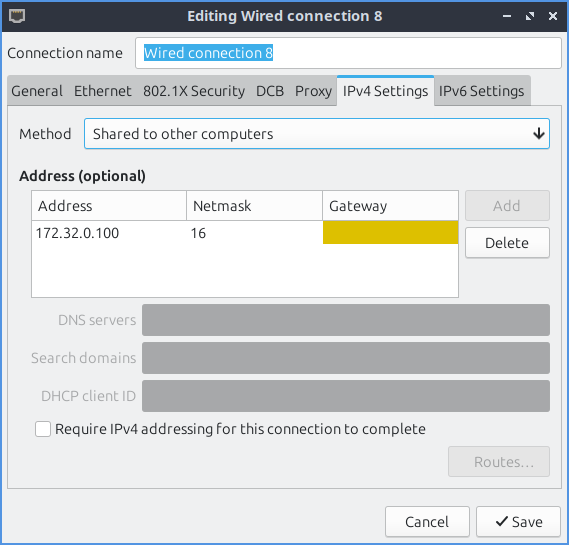 Editing Wired connection 8
Connection name Wired connection 8
General Ethernet 802.1X Security DCB Proxy IPv4 Settings IPv6 Settings
Method Shared to other computers
Address (optional)
Address Netmask Gateway Add
172.32.0.100 16 Delete
DNS servers
Search domains
DHCP client ID
Require IPv4 addressing for this connection to complete
Routes...
Cancel Save